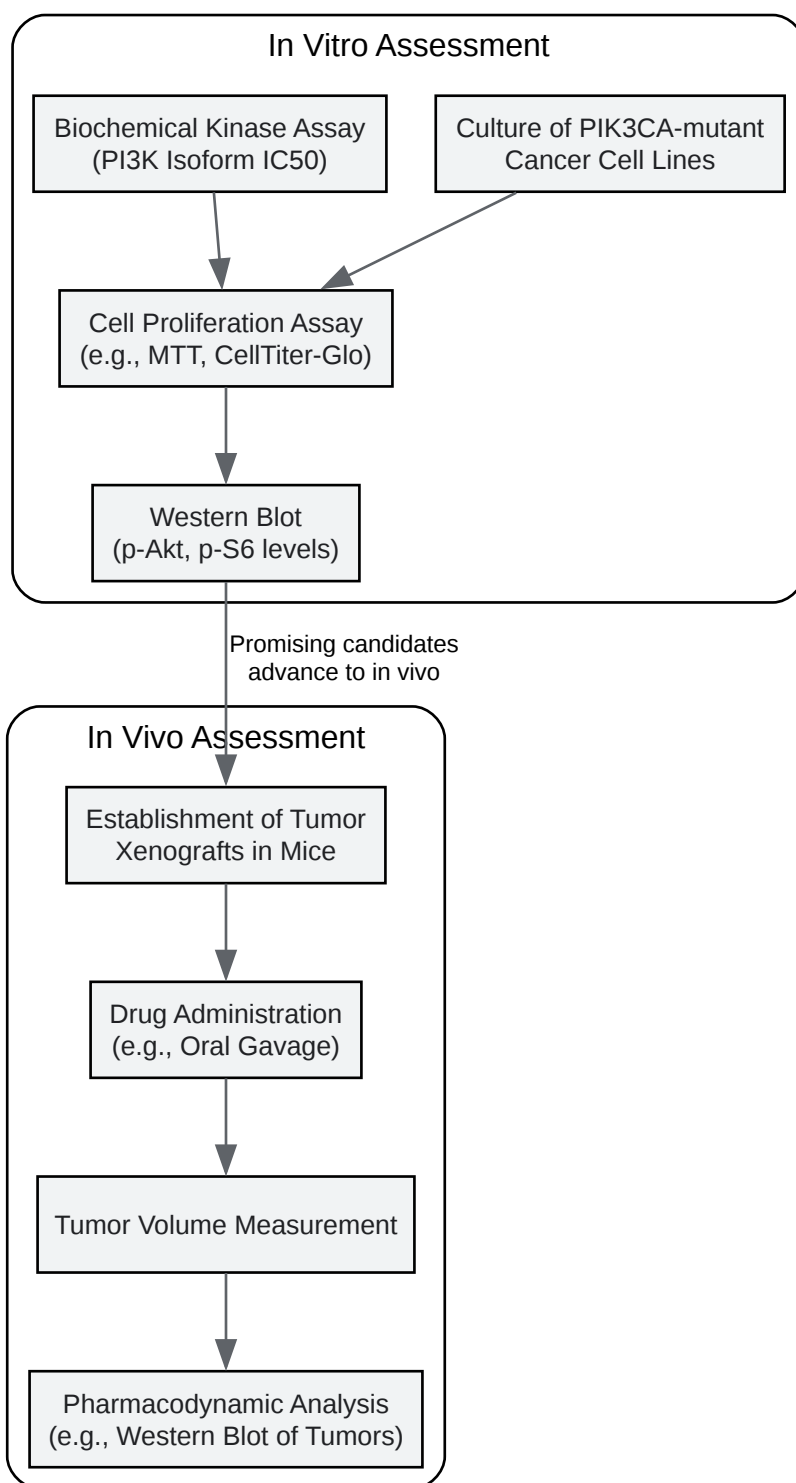 In Vitro Assessment
Biochemical Kinase Assay
(PI3K Isoform IC50)
Culture of PIK3CA-mutant
Cancer Cell Lines
Cell Proliferation Assay
(e.g., MTT, CellTiter-Glo)
Western Blot
(p-Akt, p-S6 levels)
Promising candidates
advance to in vivo
In Vivo Assessment
Establishment of Tumor
Xenografts in Mice
Drug Administration
(e.g., Oral Gavage)
Tumor Volume Measurement
Pharmacodynamic Analysis
(e.g., Western Blot of Tumors)